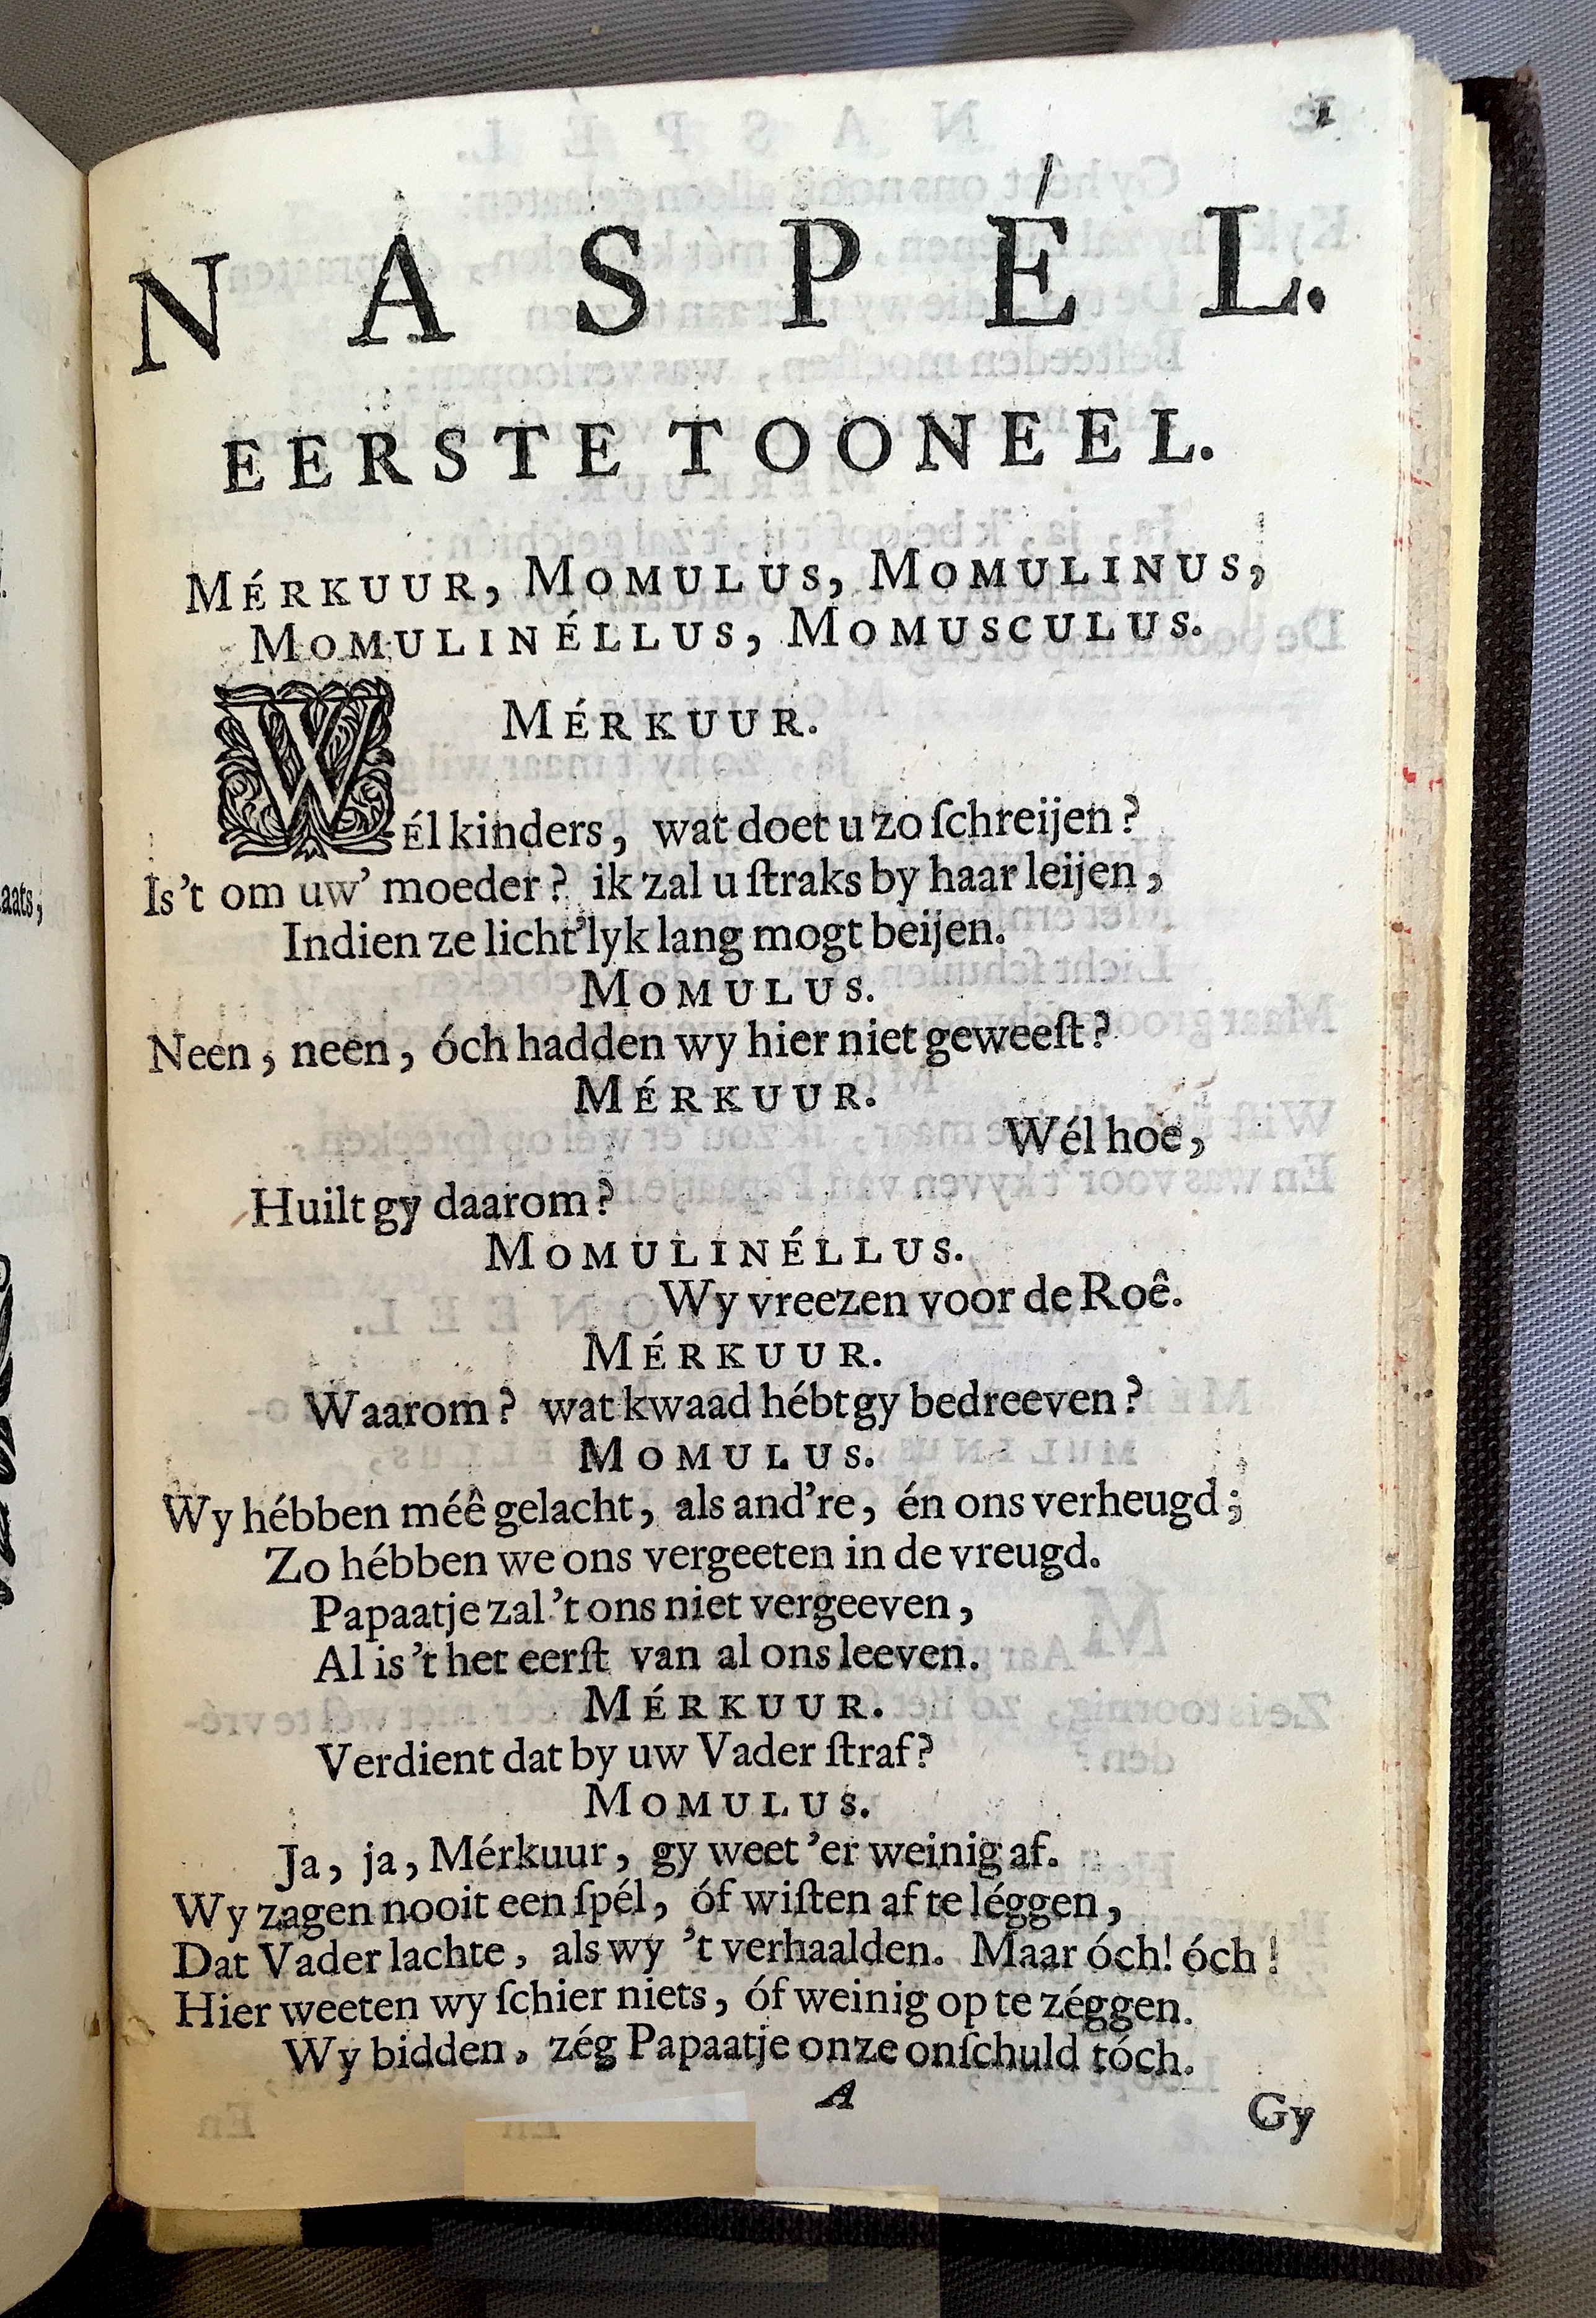 1
NASPÉL.
EERSTE TOONEEL.
MÉRKUUR, MOMULUS, MOMULINUS,
MOMULINÉLLUS, MOMUSCULUS.
MÉRKUUR.
WÉl kinders, wat doet u zo ſchreijen?
Is 't om uw' moeder? ik zal u ſtraks by haar leijen,
Indien ze licht'lyk lang mogt beijen.
MOMULUS.
Neen, neen, óch hadden wy hier niet geweeſt?
MÉRKUUR.
Wél hoe,
Huilt gy daarom?
MOMULINÉLLUS.
Wy vreezen voor de Roê.
MÉRKUUR.
Waarom? wat kwaad hébt gy bedreeven?
MOMULUS.
Wy hébben méê gelacht, als and're, én ons verheugd;
Zo hébben we ons vergeeten in de vreugd.
Papaatje zal 't ons niet vergeeven,
Al is 't het eerſt van al ons leeven.
MÉRKUUR.
Verdient dat by uw Vader ſtraf?
MOMULUS.
Ja, ja, Mérkuur, gy weet 'er weinig af.
Wy zagen nooit een ſpél, óf wiſten af te léggen,
Dat Vader lachte, als wy 't verhaalden. Maar óch! óch!
Hier weeten wy ſchier niets, óf weinig op te zéggen.
Wy bidden, zég Papaatje onze onſchuld tóch.
A
Gy
aats,